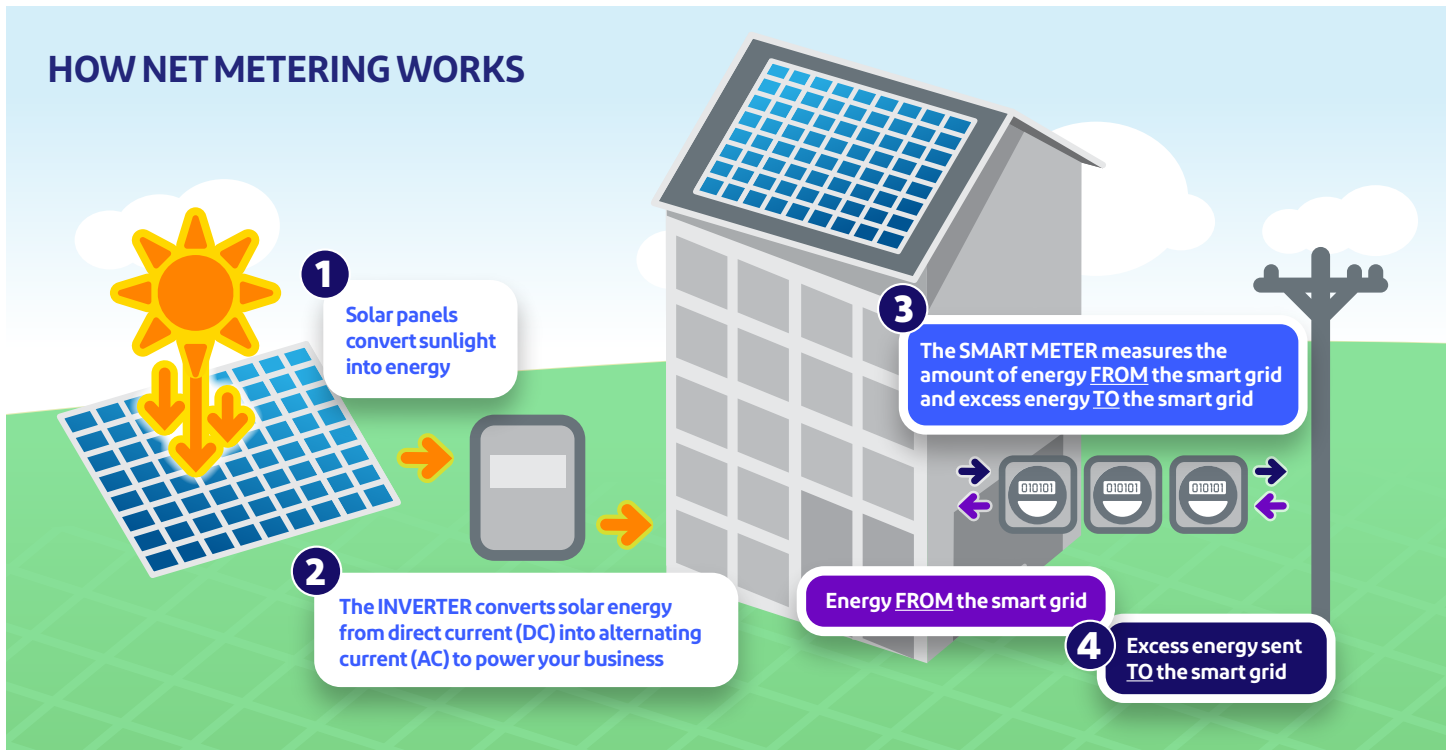 HOW NET METERING WORKS
1
Solar panels
convert sunlight
into energy
2
The INVERTER converts solar energy
from direct current (DC) into alternating
current (AC) to power your business
3
The SMART METER measures the
amount of energy FROM the smart grid
and excess energy TO the smart grid
010101
010101
010101
Energy FROM the smart grid
4
Excess energy sent
TO the smart grid